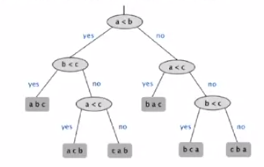 a < b
yes no
b < c a < c
yes no yes no
a b c a < c b a c b < c
yes no yes no
a c b c a b b c a c b a